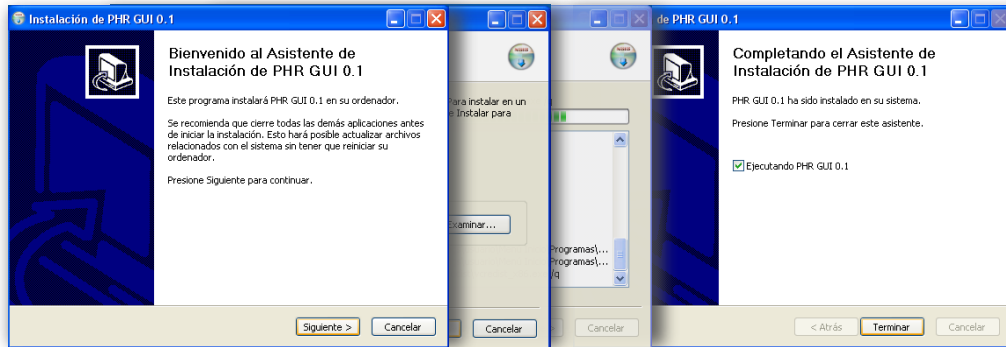 Instalación de PHR GUI 0.1
Bienvenido al Asistente de
Instalación de PHR GUI 0.1
Este programa instalará PHR GUI 0.1 en su ordenador.
Se recomienda que cierre todas las demás aplicaciones antes
de iniciar la instalación. Esto hará posible actualizar archivos
relacionados con el sistema sin tener que reiniciar su
ordenador.
Presione Siguiente para continuar.
Siguiente >
Cancelar
Para instalar en un
e Instalar para
Examinar...
Cancelar
Programas\...
Programas\...
/q
Cancelar
de PHR GUI 0.1
Completando el Asistente de
Instalación de PHR GUI 0.1
PHR GUI 0.1 ha sido instalado en su sistema.
Presione Terminar para cerrar este asistente.
Ejecutando PHR GUI 0.1
< Atrás
Terminar
Cancelar